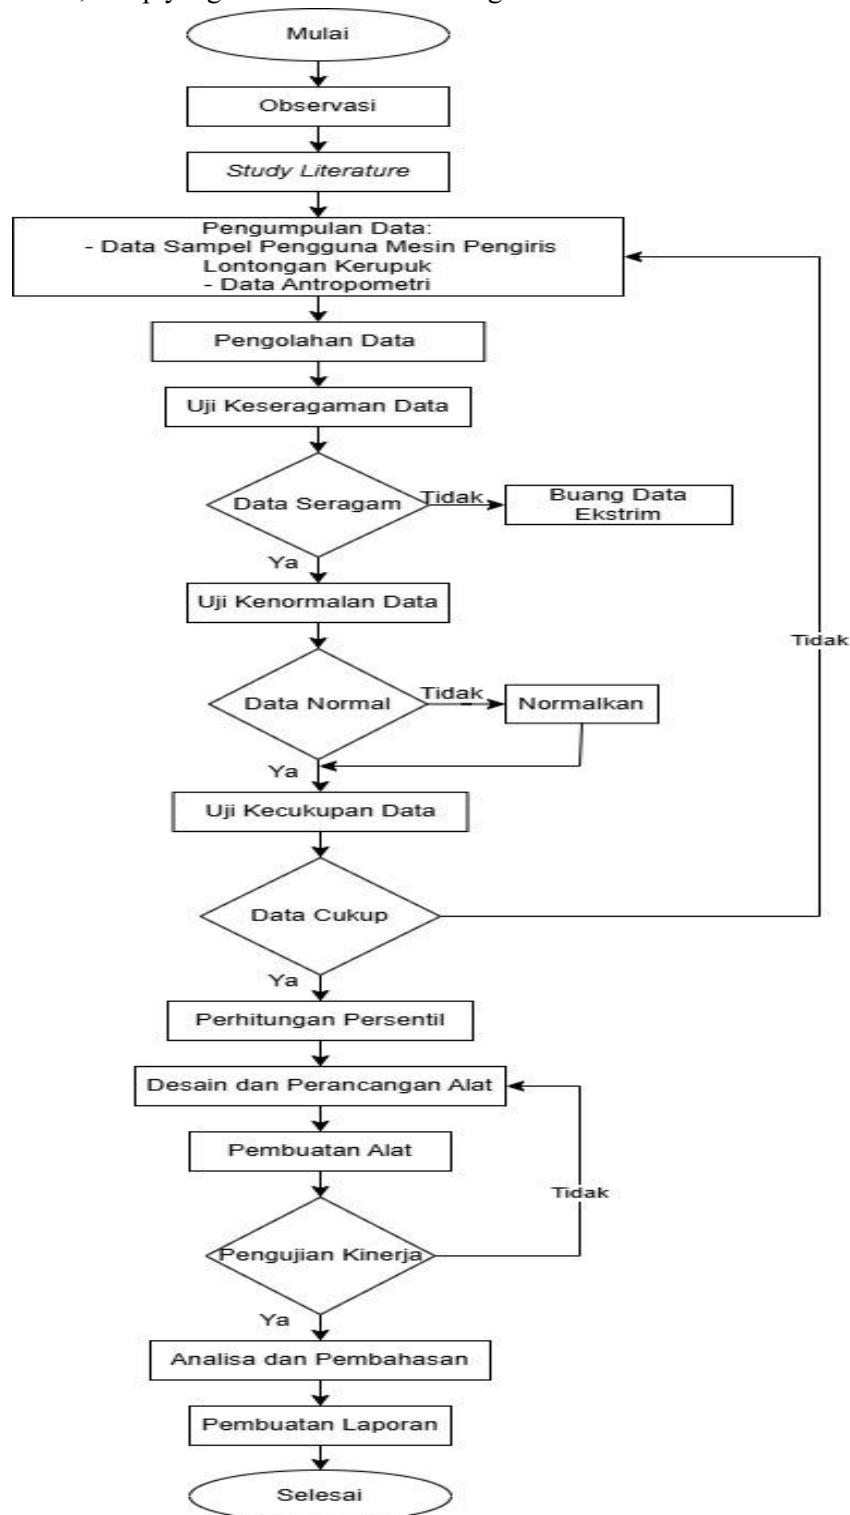 Mulai
Observasi
Study Literature
Pengumpulan Data:
- Data Sampel Pengguna Mesin Pengiris
Lontongan Kerupuk
- Data Antropometri
Pengolahan Data
Uji Keseragaman Data
Data Seragam
Tidak
Buang Data
Ekstrim
Ya
Uji Kenormalan Data
Tidak
Data Normal
Tidak
Normalkan
Ya
Uji Kecukupan Data
Data Cukup
Ya
Perhitungan Persentil
Desain dan Perancangan Alat
Pembuatan Alat
Tidak
Pengujian Kinerja
Ya
Analisa dan Pembahasan
Pembuatan Laporan
Selesai